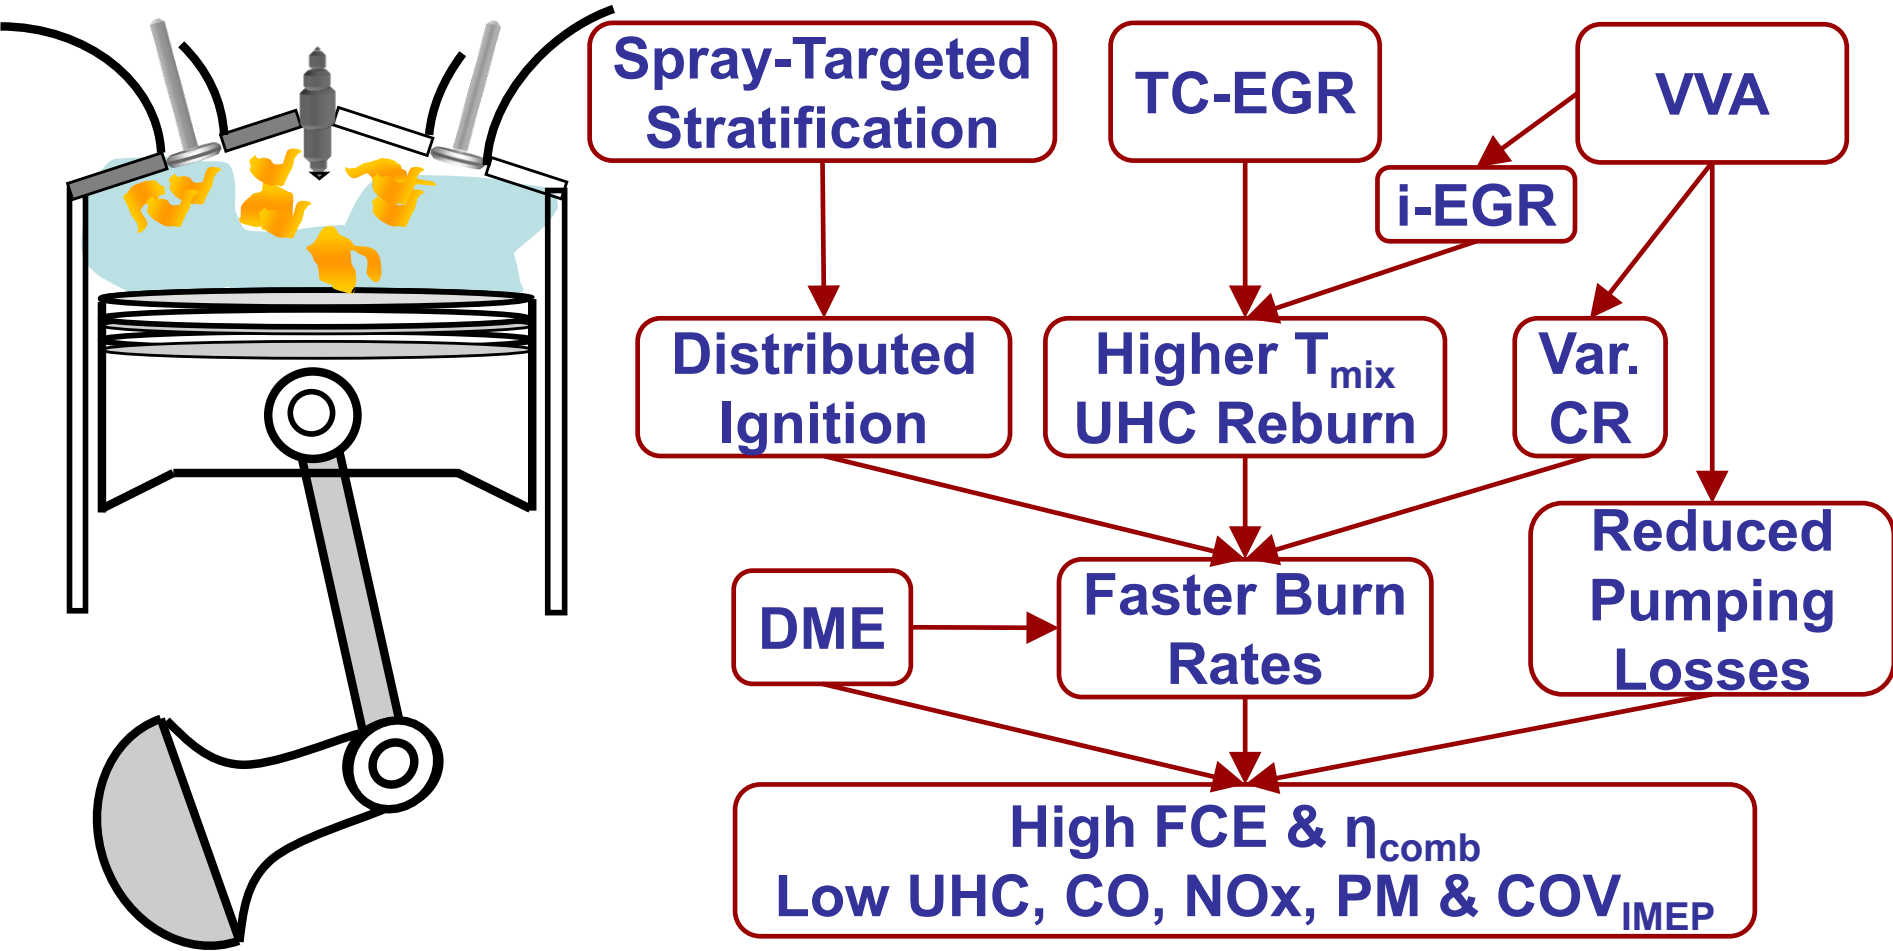 Spray-Targeted
Stratification
TC-EGR
VVA
i-EGR
Distributed
Ignition
Higher Tmix
UHC Reburn
Var.
CR
DME
Faster Burn
Rates
Reduced
Pumping
Losses
High FCE & ηcomb
Low UHC, CO, NOx, PM & COVIMEP